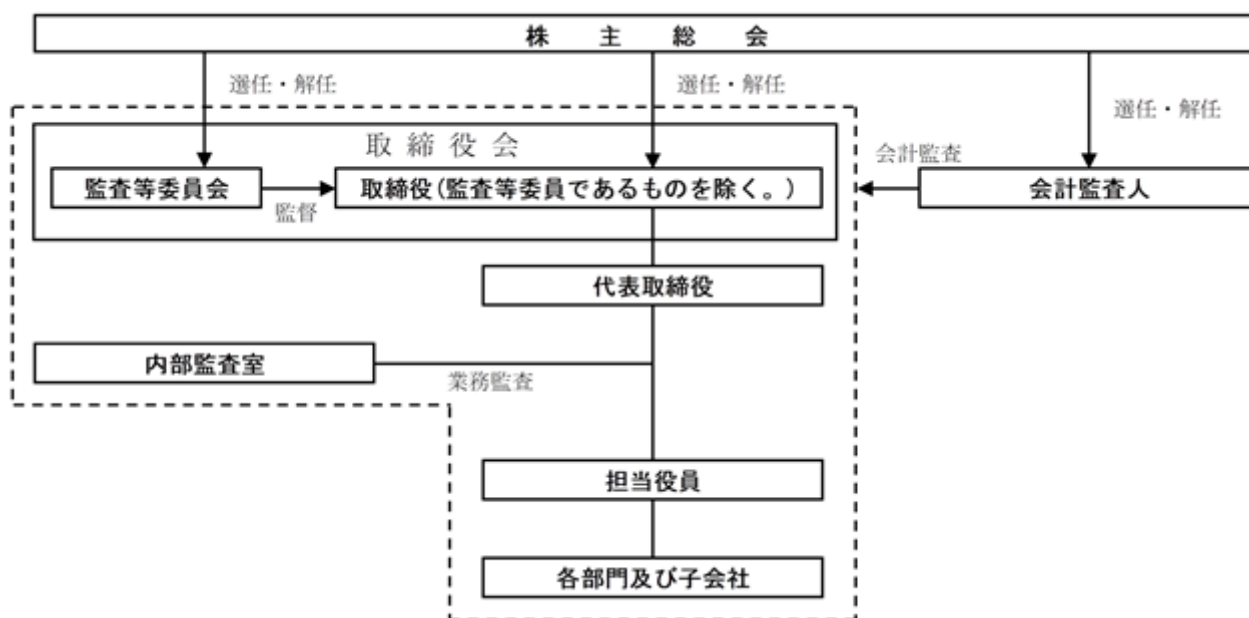 株主総会
選任・解任
選任・解任
選任・解任
取締役会
会計監査
監査等委員会
取締役(監査等委員であるものを除く。)
会計監査人
監督
代表取締役
内部監査室
業務監査
担当役員
各部門及び子会社